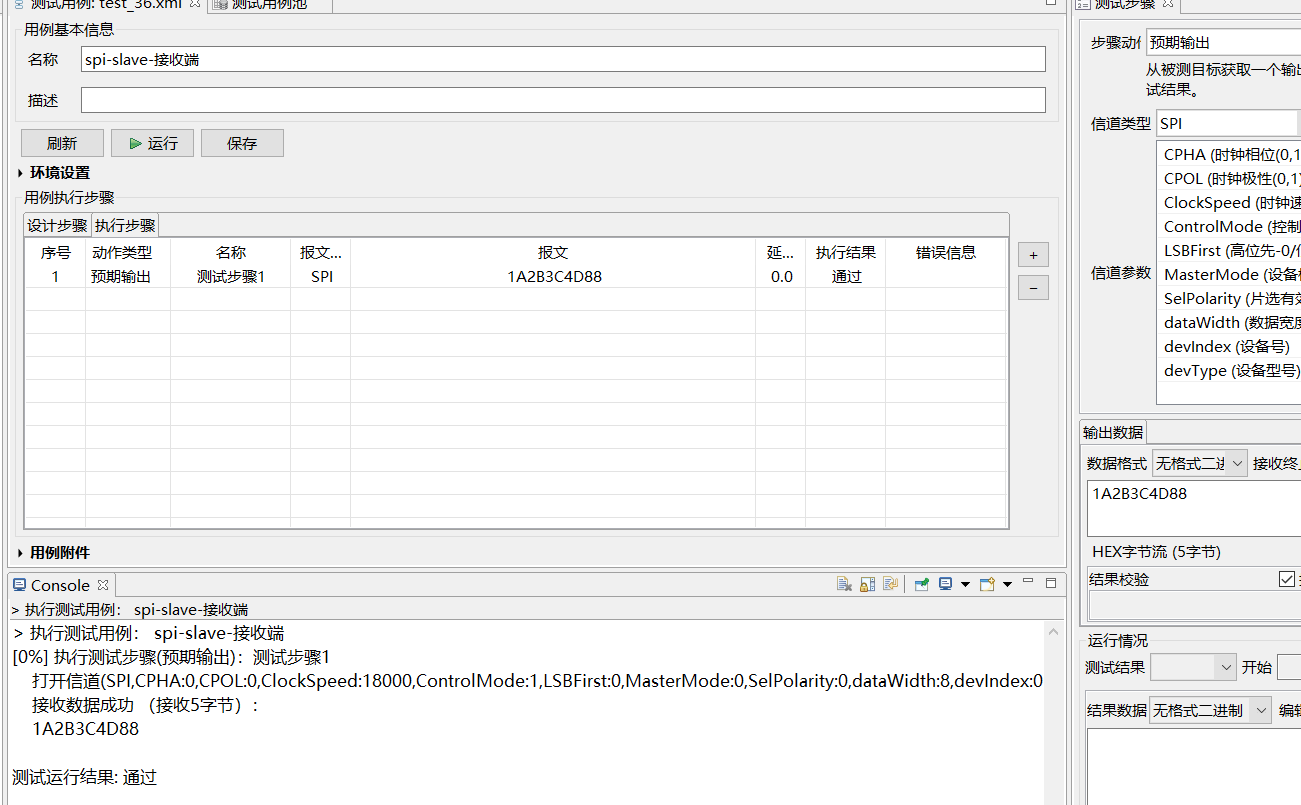 测试用例: test_36.xml
测试用例池
用例基本信息
名称 spi-slave-接收端
描述
刷新 运行 保存
环境设置
用例执行步骤
设计步骤 执行步骤
序号 动作类型 名称 报文... 报文 延... 执行结果 错误信息
1 预期输出 测试步骤1 SPI 1A2B3C4D88 0.0 通过
+
−
用例附件
Console
> 执行测试用例： spi-slave-接收端
> 执行测试用例： spi-slave-接收端
[0%] 执行测试步骤(预期输出)：测试步骤1
打开信道(SPI,CPHA:0,CPOL:0,ClockSpeed:18000,ControlMode:1,LSBFirst:0,MasterMode:0,SelPolarity:0,dataWidth:8,devIndex:0
接收数据成功 （接收5字节）:
1A2B3C4D88
测试运行结果: 通过
测试步骤
步骤动 预期输出
从被测目标获取一个输
试结果。
信道类型 SPI
信道参数
CPHA (时钟相位(0,1
CPOL (时钟极性(0,1)
ClockSpeed (时钟速
ControlMode (控制
LSBFirst (高位先-0/
MasterMode (设备
SelPolarity (片选有
dataWidth (数据宽
devIndex (设备号)
devType (设备型号)
输出数据
数据格式 无格式二 接收终
1A2B3C4D88
HEX字节流 (5字节)
结果校验
运行情况
测试结果 开始
结果数据 无格式二进制 编